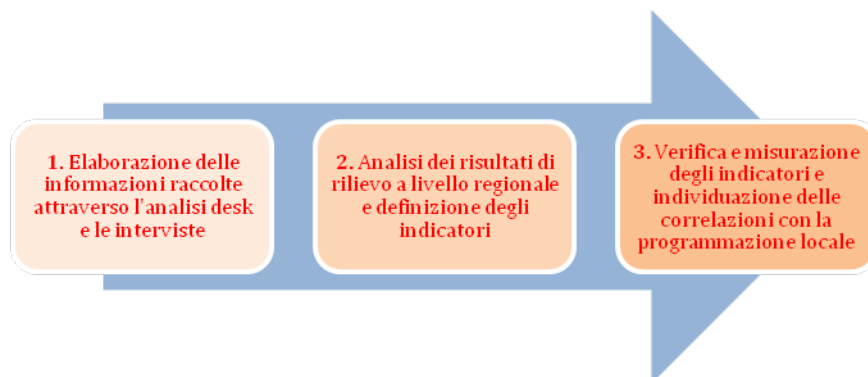 1. Elaborazione delle
informazioni raccolte
attraverso l'analisi desk
e le interviste
2. Analisi dei risultati di
rilievo a livello regionale
e definizione degli
indicatori
3. Verifica e misurazione
degli indicatori e
individuazione delle
correlazioni con la
programmazione locale